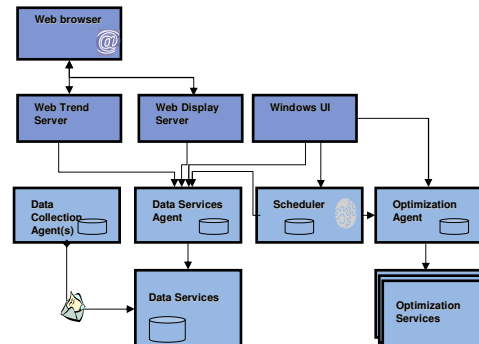 Web browser
@
Web Trend
Server
Web Display
Server
Windows UI
Data
Collection
Agent(s)
Data Services
Agent
Scheduler
Optimization
Agent
Data Services
Optimization
Services